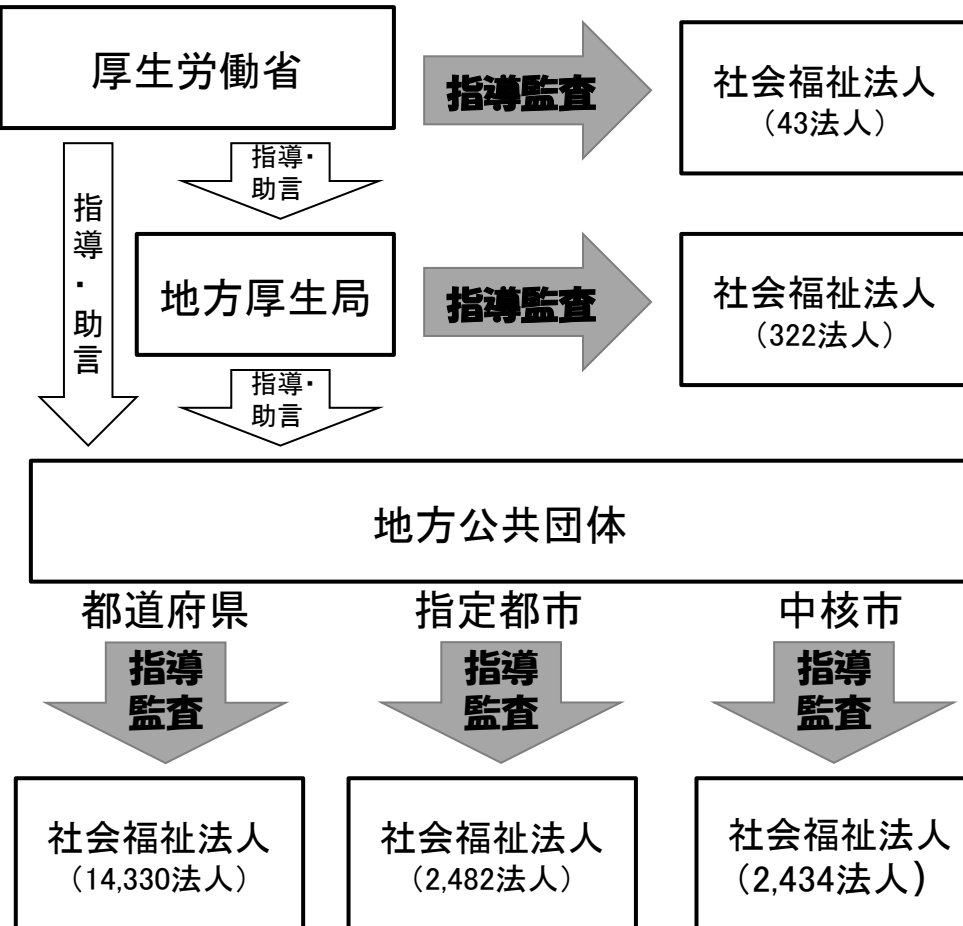 厚生労働省
指導監査
社会福祉法人
（43法人）
指導・
助言
指導・助言
地方厚生局
指導監査
社会福祉法人
（322法人）
指導・
助言
地方公共団体
都道府県
指定都市
中核市
指導
監査
指導
監査
指導
監査
社会福祉法人
（14,330法人）
社会福祉法人
（2,482法人）
社会福祉法人
（2,434法人）